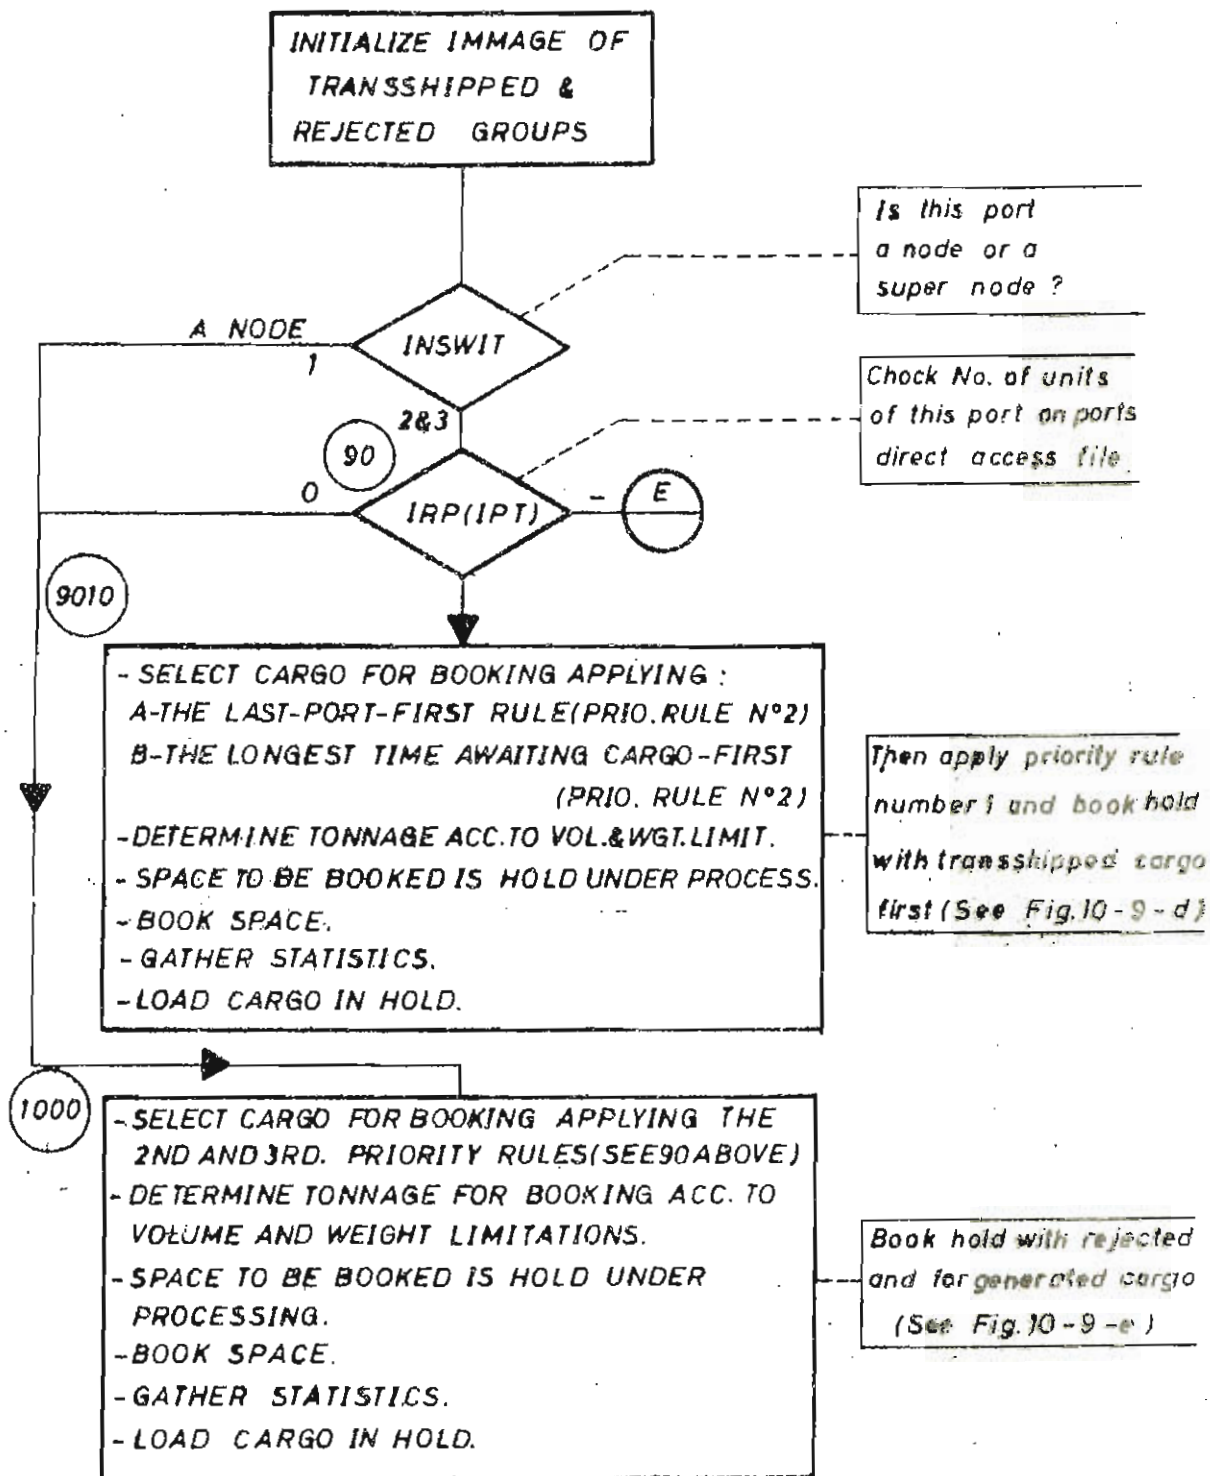 INITIALIZE IMMAGE OF
TRANSSHIPPED &
REJECTED GROUPS
Is this port
a node or a
super node ?
A NODE
1
INSWIT
2&3
Chock No. of units
of this port on ports
direct access file
90
0
IRP(IPT)
-
E
9010
- SELECT CARGO FOR BOOKING APPLYING :
A-THE LAST-PORT-FIRST RULE(PRIO.RULE N°2)
B-THE LONGEST TIME AWAITING CARGO-FIRST
(PRIO. RULE N°2)
-DETERMINE TONNAGE ACC.TO VOL.&WGT.LIMIT.
-SPACE TO BE BOOKED IS HOLD UNDER PROCESS.
-BOOK SPACE.
-GATHER STATISTICS.
-LOAD CARGO IN HOLD.
Then apply priority rule
number 1 and book hold
with transshipped cargo
first (See Fig.10-9-d)
1000
-SELECT CARGO FOR BOOKING APPLYING THE
2ND AND 3RD. PRIORITY RULES(SEE90ABOVE)
-DETERMINE TONNAGE FOR BOOKING ACC. TO
VOLUME AND WEIGHT LIMITATIONS.
-SPACE TO BE BOOKED IS HOLD UNDER
PROCESSING.
-BOOK SPACE.
-GATHER STATISTICS.
-LOAD CARGO IN HOLD.
Book hold with rejected
and for generated cargo
(See Fig.10-9-e)